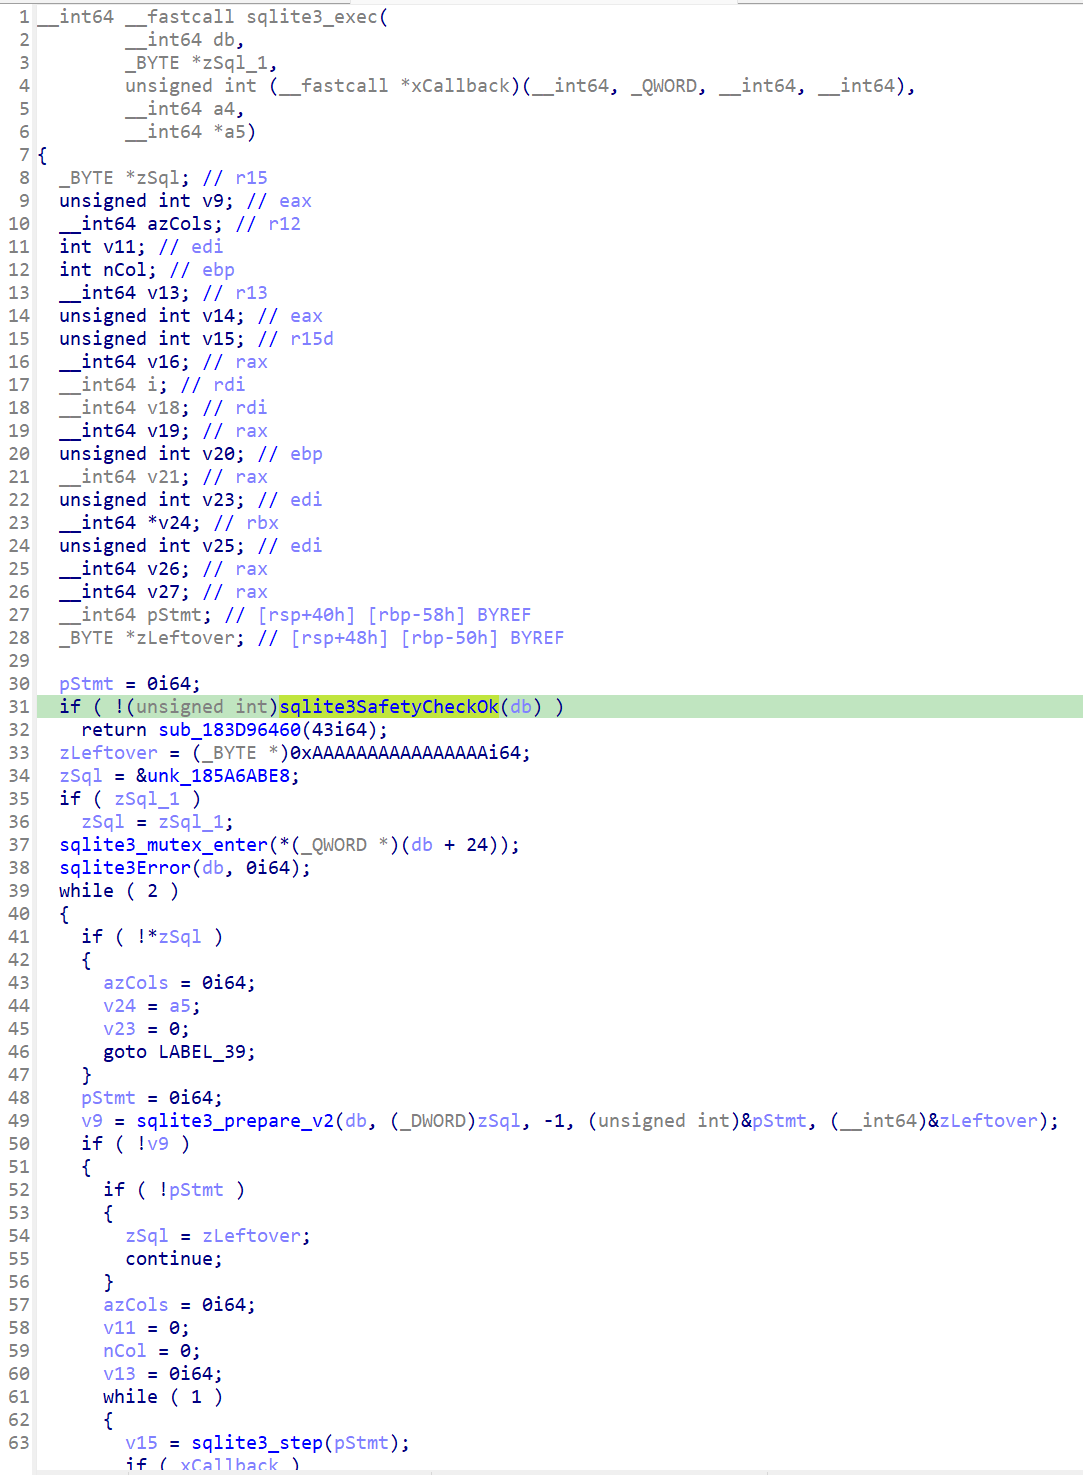 1 __int64 __fastcall sqlite3_exec(
2         __int64 db,
3         _BYTE *zSql_1,
4         unsigned int (__fastcall *xCallback)(__int64, _QWORD, __int64, __int64),
5         __int64 a4,
6         __int64 *a5)
7 {
8   _BYTE *zSql; // r15
9   unsigned int v9; // eax
10   __int64 azCols; // r12
11   int v11; // edi
12   int nCol; // ebp
13   __int64 v13; // r13
14   unsigned int v14; // eax
15   unsigned int v15; // r15d
16   __int64 v16; // rax
17   __int64 i; // rdi
18   __int64 v18; // rdi
19   __int64 v19; // rax
20   unsigned int v20; // ebp
21   __int64 v21; // rax
22   unsigned int v23; // edi
23   __int64 *v24; // rbx
24   unsigned int v25; // edi
25   __int64 v26; // rax
26   __int64 v27; // rax
27   __int64 pStmt; // [rsp+40h] [rbp-58h] BYREF
28   _BYTE *zLeftover; // [rsp+48h] [rbp-50h] BYREF
29
30   pStmt = 0i64;
31   if ( !(unsigned int)sqlite3SafetyCheckOk(db) )
32     return sub_183D96460(43i64);
33   zLeftover = (_BYTE *)0xAAAAAAAAAAAAAAAAi64;
34   zSql = &unk_185A6ABE8;
35   if ( zSql_1 )
36     zSql = zSql_1;
37   sqlite3_mutex_enter(*(_QWORD *)(db + 24));
38   sqlite3Error(db, 0i64);
39   while ( 2 )
40   {
41     if ( !*zSql )
42     {
43       azCols = 0i64;
44       v24 = a5;
45       v23 = 0;
46       goto LABEL_39;
47     }
48     pStmt = 0i64;
49     v9 = sqlite3_prepare_v2(db, (_DWORD)zSql, -1, (unsigned int)&pStmt, (__int64)&zLeftover);
50     if ( !v9 )
51     {
52       if ( !pStmt )
53       {
54         zSql = zLeftover;
55         continue;
56       }
57       azCols = 0i64;
58       v11 = 0;
59       nCol = 0;
60       v13 = 0i64;
61       while ( 1 )
62       {
63         v15 = sqlite3_step(pStmt);
        if ( xCallback )